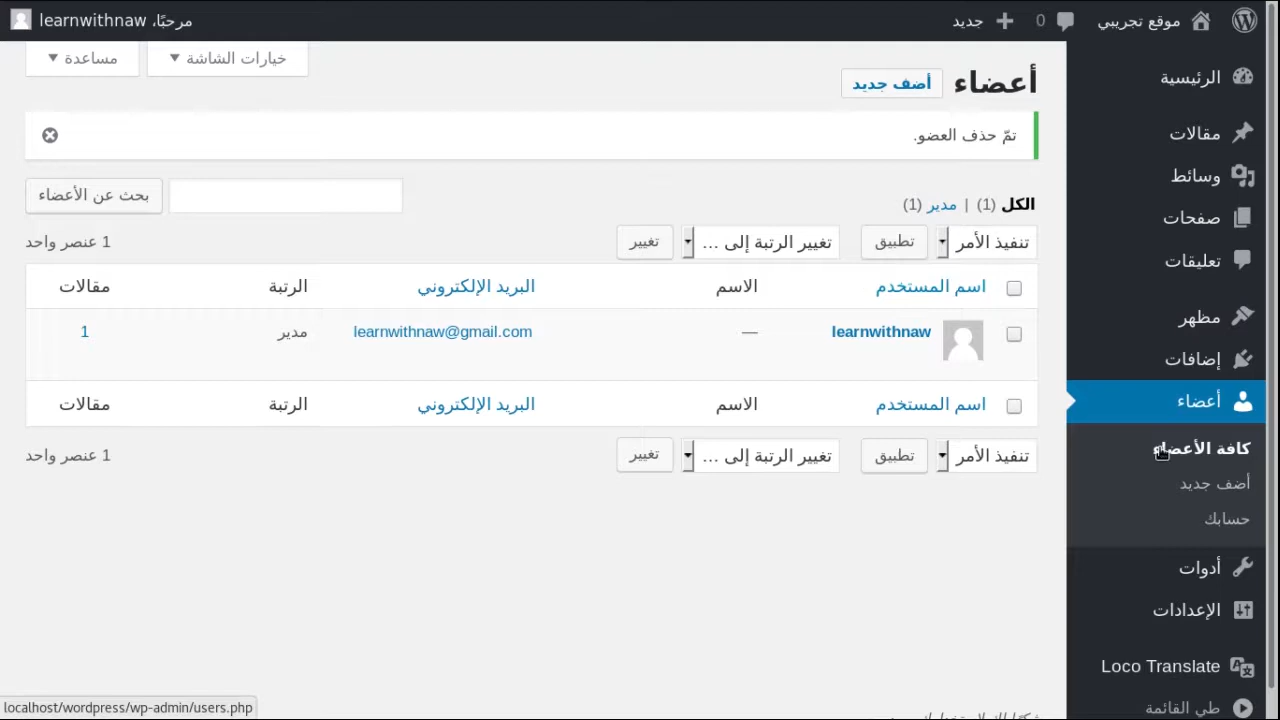 موقع تجريبي
0
جديد
مرحبًا، learnwithnaw
الرئيسية
مقالات
وسائط
صفحات
تعليقات
مظهر
إضافات
أعضاء
كافة الأعضاء
أضف جديد
حسابك
أدوات
الإعدادات
Loco Translate
طي القائمة
خيارات الشاشة
مساعدة
أعضاء أضف جديد
تمّ حذف العضو.
الكل (1) | مدير (1)
بحث عن الأعضاء
تنفيذ الأمر تطبيق تغيير الرتبة إلى ... تغيير 1 عنصر واحد
اسم المستخدم الاسم البريد الإلكتروني الرتبة مقالات
learnwithnaw — learnwithnaw@gmail.com مدير 1
اسم المستخدم الاسم البريد الإلكتروني الرتبة مقالات
تنفيذ الأمر تطبيق تغيير الرتبة إلى ... تغيير 1 عنصر واحد
localhost/wordpress/wp-admin/users.php